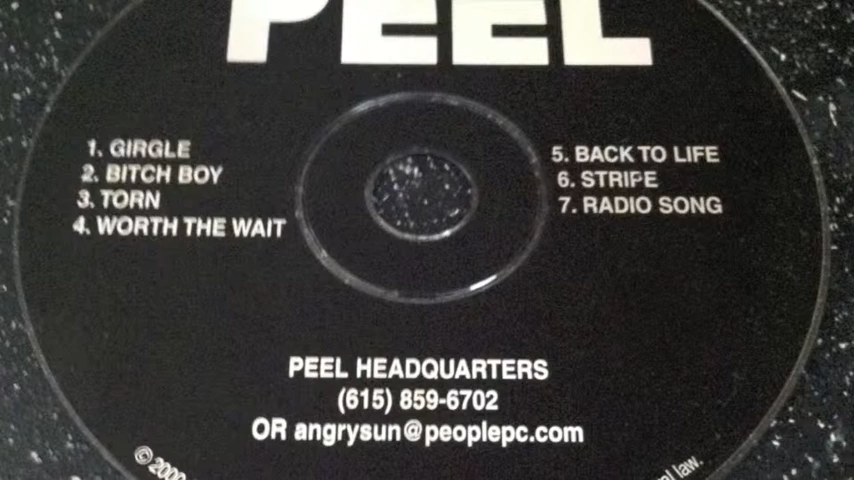 PEEL
1. GIRGLE
2. BITCH BOY
3. TORN
4. WORTH THE WAIT
5. BACK TO LIFE
6. STRIPE
7. RADIO SONG
PEEL HEADQUARTERS
(615) 859-6702
OR angrysun@peoplepc.com
©
law.